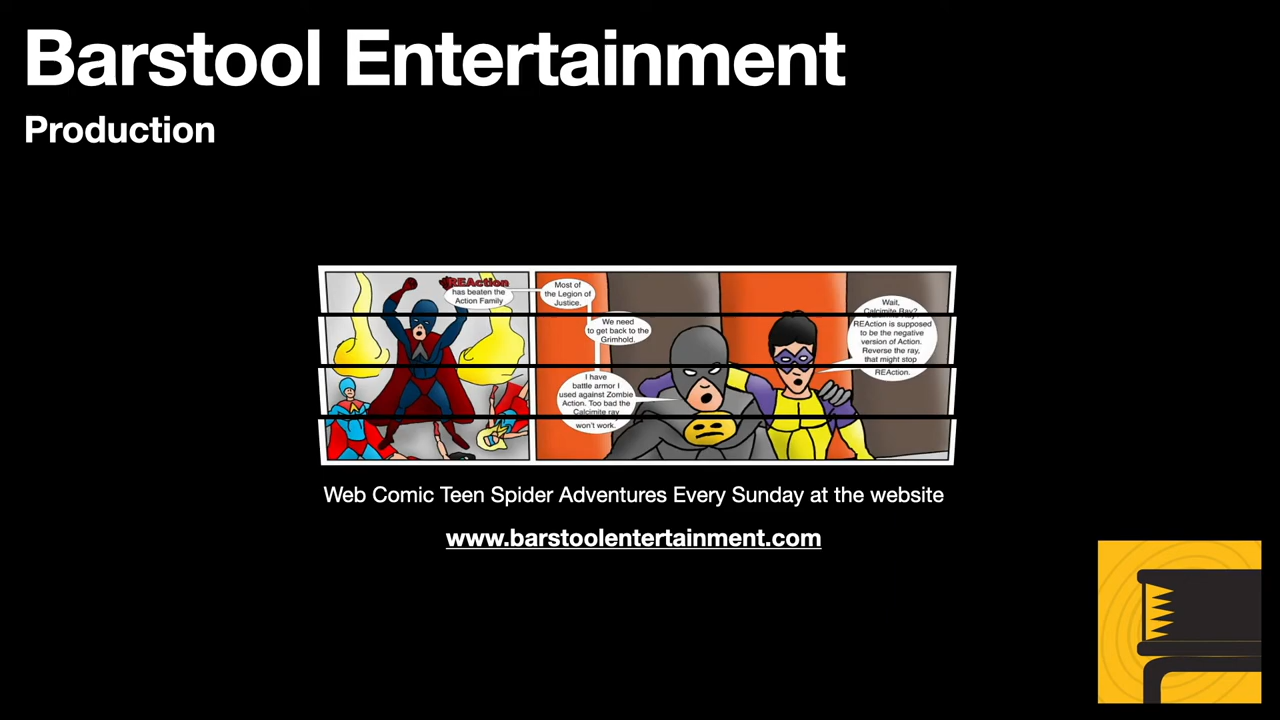 Barstool Entertainment
Production
REAction
has beaten the
Action Family
Most of
the Legion of
Justice.
We need
to get back to the
Grimhold.
I have
battle armor I
used against Zombie
Action. Too bad the
Calcimite ray
won't work.
Wait,
Calcimite Ray?
REAction is supposed
to be the negative
version of Action.
Reverse the ray,
that might stop
REAction.
Web Comic Teen Spider Adventures Every Sunday at the website
www.barstoolentertainment.com